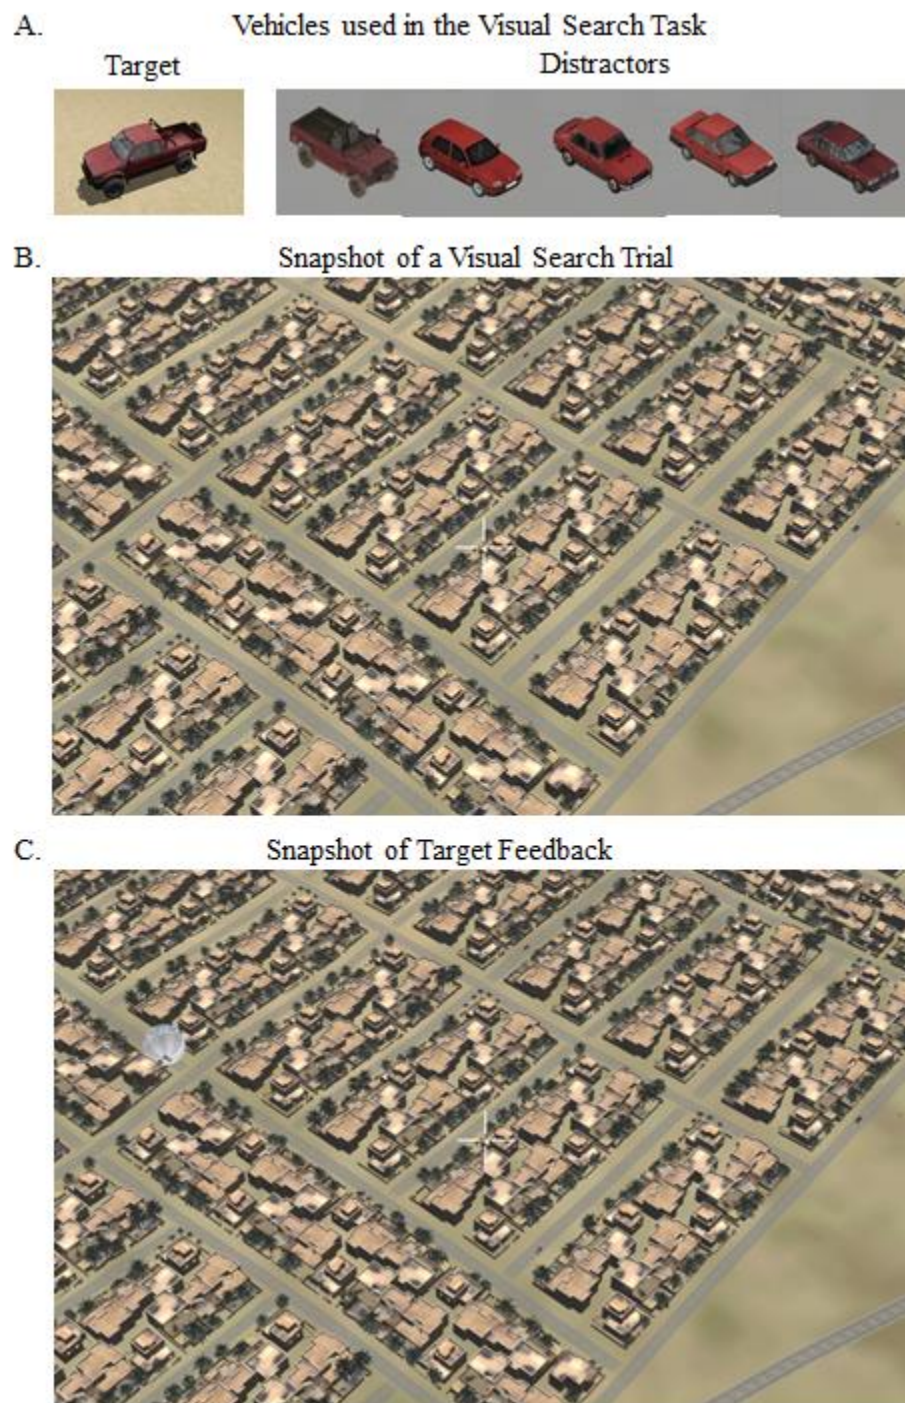 A.
Vehicles used in the Visual Search Task
Target
Distractors
B.
Snapshot of a Visual Search Trial
C.
Snapshot of Target Feedback